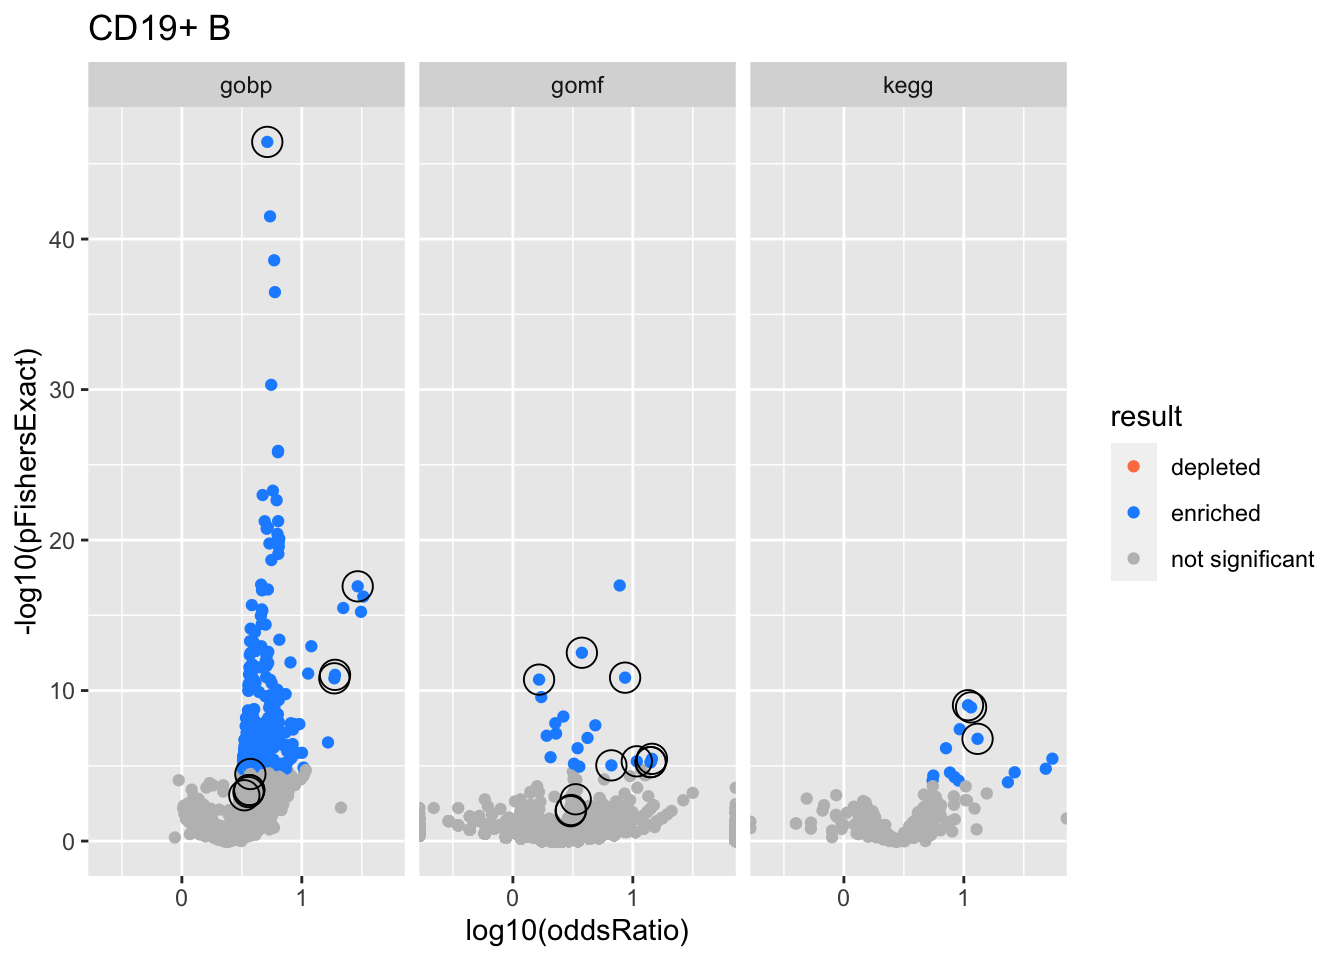 CD19+ B
gobp
gomf
kegg
40
30
20
10
0
-log10(pFishersExact)
0 1 0 1 0 1
log10(oddsRatio)
result
depleted
enriched
not significant